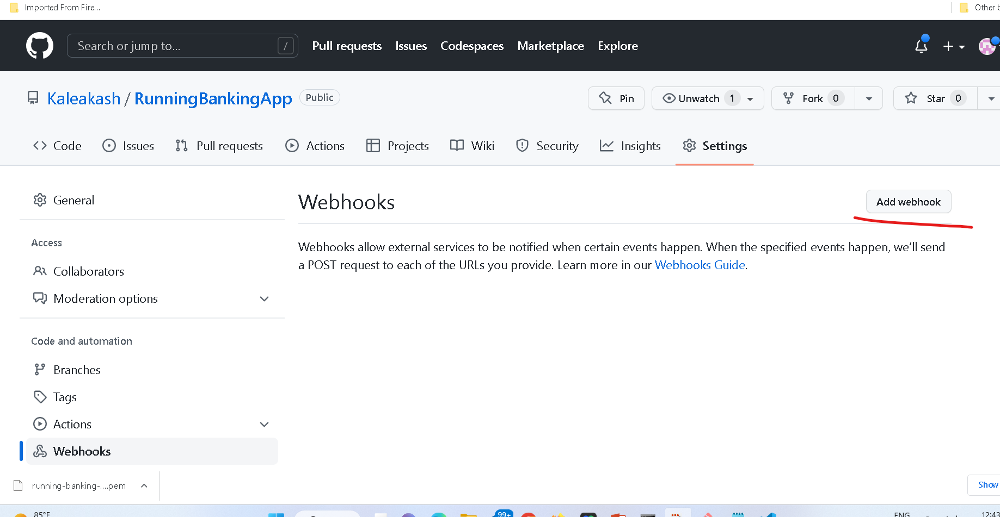 Imported From Fire...
Other b
Search or jump to... /
Pull requests Issues Codespaces Marketplace Explore
Kaleakash / RunningBankingApp Public
Pin Unwatch 1 Fork 0 Star 0
Code Issues Pull requests Actions Projects Wiki Security Insights Settings
General
Access
Collaborators
Moderation options
Code and automation
Branches
Tags
Actions
Webhooks
Webhooks
Add webhook
Webhooks allow external services to be notified when certain events happen. When the specified events happen, we'll send
a POST request to each of the URLs you provide. Learn more in our Webhooks Guide.
running-banking-....pem
Show
85°F
99+
ENG
12:43